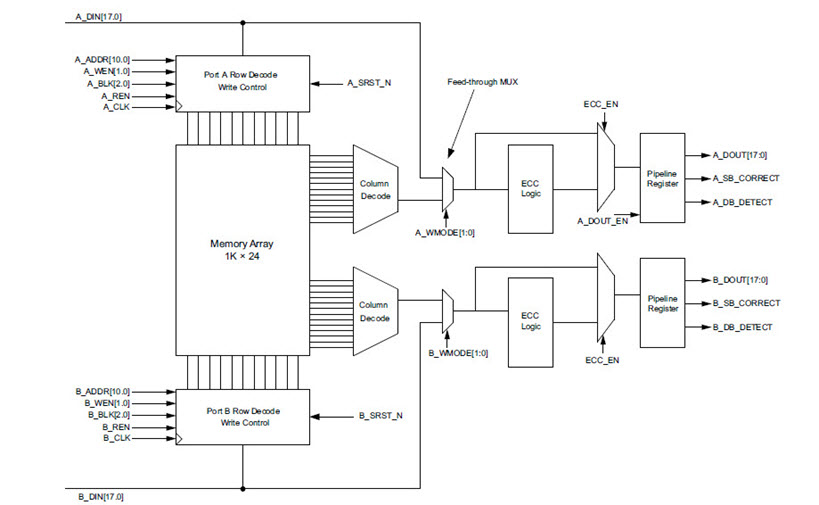 A_DIN[17.0]
A_ADDR[10.0]
A_WEN[1.0]
A_BLK[2.0]
A_REN
A_CLK
Port A Row Decode
Write Control
A_SRST_N
Feed-through MUX
ECC_EN
Column
Decode
ECC
Logic
Pipeline
Register
A_DOUT[17:0]
A_SB_CORRECT
A_DB_DETECT
A_DOUT_EN
A_WMODE[1:0]
Memory Array
1K × 24
Column
Decode
ECC
Logic
Pipeline
Register
B_DOUT[17:0]
B_SB_CORRECT
B_DB_DETECT
B_WMODE[1:0]
ECC_EN
B_ADDR[10.0]
B_WEN[1.0]
B_BLK[2.0]
B_REN
B_CLK
Port B Row Decode
Write Control
B_SRST_N
B_DIN[17.0]